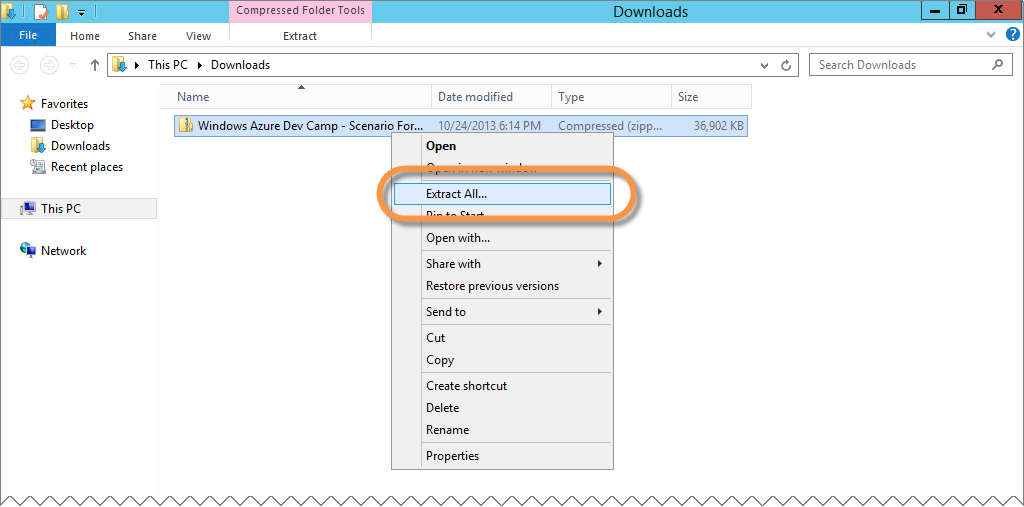 Compressed Folder Tools
Downloads
File Home Share View Extract
This PC Downloads
Search Downloads
Favorites
Desktop
Downloads
Recent places
This PC
Network
Name Date modified Type Size
Windows Azure Dev Camp - Scenario For... 10/24/2013 6:14 PM Compressed (zipp... 36,902 KB
Open
Open in new window
Extract All...
Pin to Start
Open with...
Share with
Restore previous versions
Send to
Cut
Copy
Create shortcut
Delete
Rename
Properties